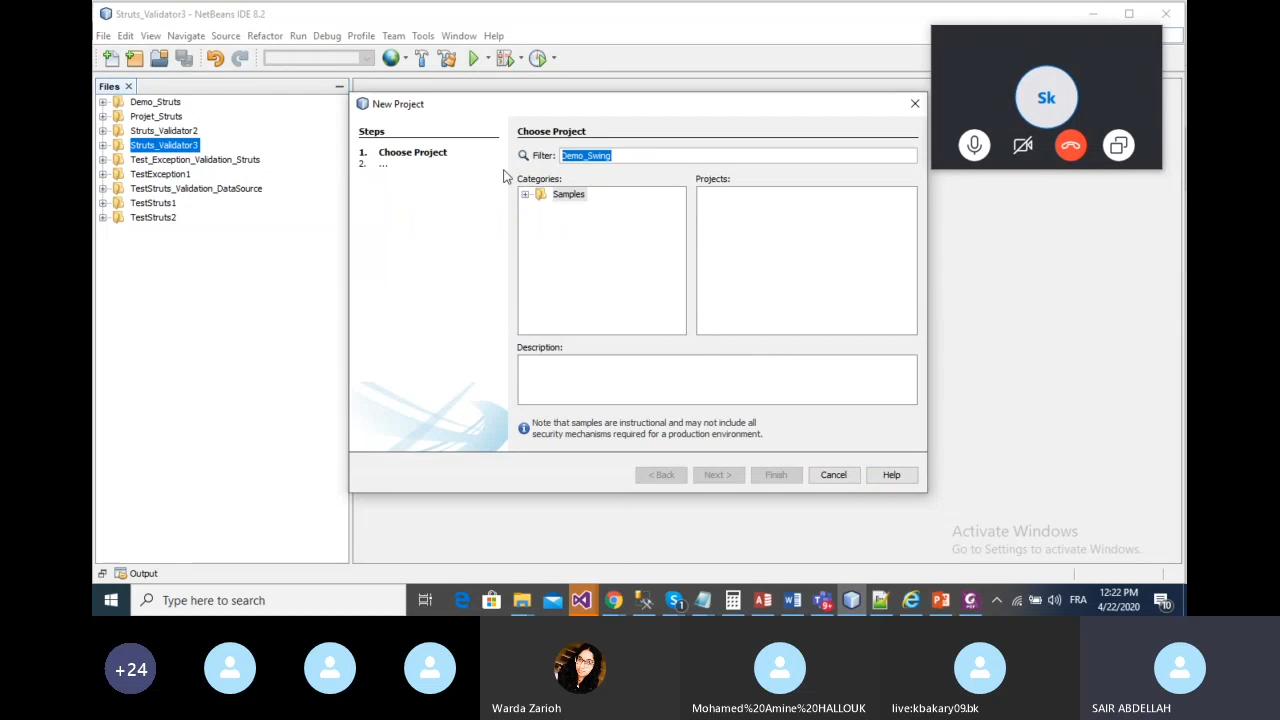 Struts_Validator3 - NetBeans IDE 8.2
File Edit View Navigate Source Refactor Run Debug Profile Team Tools Window Help
Files
Demo_Struts
Projet_Struts
Struts_Validator2
Struts_Validator3
Test_Exception_Validation_Struts
TestException1
TestStruts_Validation_DataSource
TestStruts1
TestStruts2
New Project
Steps
1. Choose Project
2. ...
Choose Project
Filter: Demo_Swing
Categories:
Samples
Projects:
Description:
Note that samples are instructional and may not include all
security mechanisms required for a production environment.
< Back Next > Finish Cancel Help
Sk
Activate Windows
Go to Settings to activate Windows.
Output
Type here to search
FRA
12:22 PM
4/22/2020
10
+24
Warda Zarioh
Mohamed%20Amine%20HALLOUK
live:kbakary09.bk
SAIR ABDELLAH